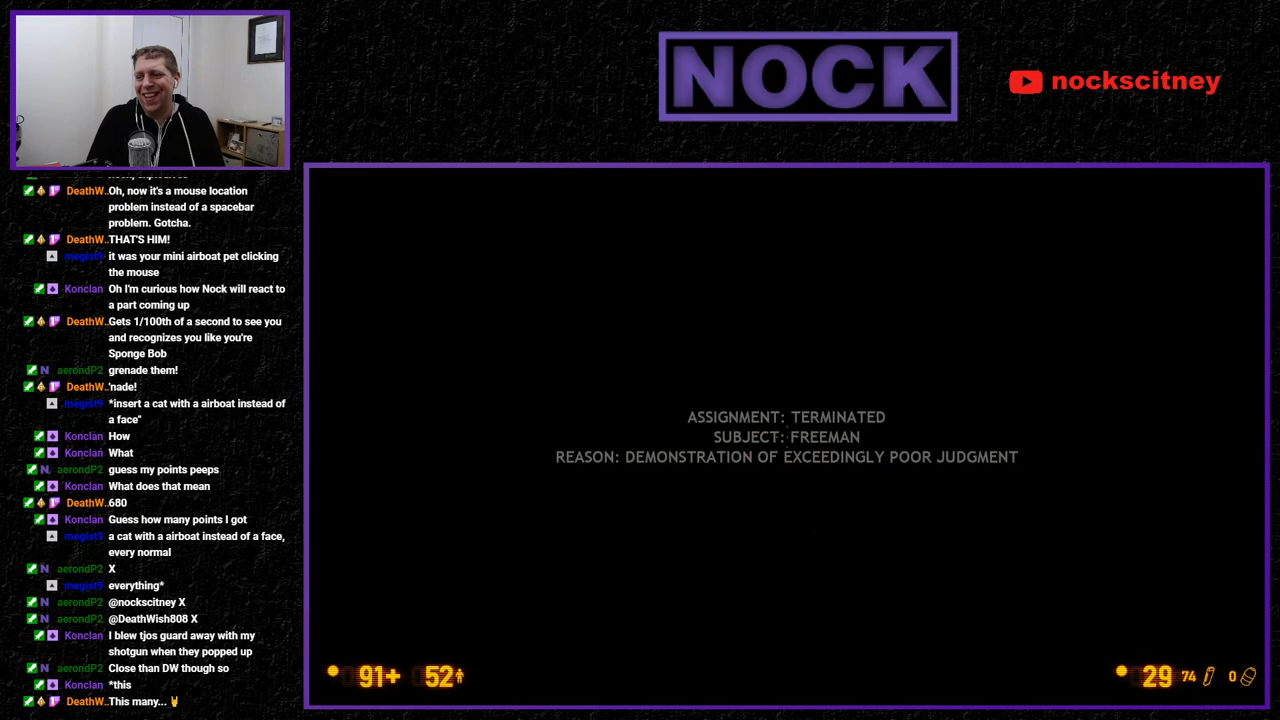 NOCK
nockscitney
DeathW..Oh, now it's a mouse location
problem instead of a spacebar
problem. Gotcha.
DeathW..THAT'S HIM!
megist9 it was your mini airboat pet clicking
the mouse
Konclan Oh I'm curious how Nock will react to
a part coming up
DeathW..Gets 1/100th of a second to see you
and recognizes you like you're
Sponge Bob
aerondP2 grenade them!
DeathW..'nade!
megist9 *insert a cat with a airboat instead of
a face"
Konclan How
Konclan What
aerondP2 guess my points peeps
Konclan What does that mean
DeathW..680
Konclan Guess how many points I got
megist9 a cat with a airboat instead of a face,
every normal
aerondP2 X
megist9 everything*
aerondP2 @nockscitney X
aerondP2 @DeathWish808 X
Konclan I blew tjos guard away with my
shotgun when they popped up
aerondP2 Close than DW though so
Konclan *this
DeathW..This many...
ASSIGNMENT: TERMINATED
SUBJECT: FREEMAN
REASON: DEMONSTRATION OF EXCEEDINGLY POOR JUDGMENT
91+ 52
29 74 0